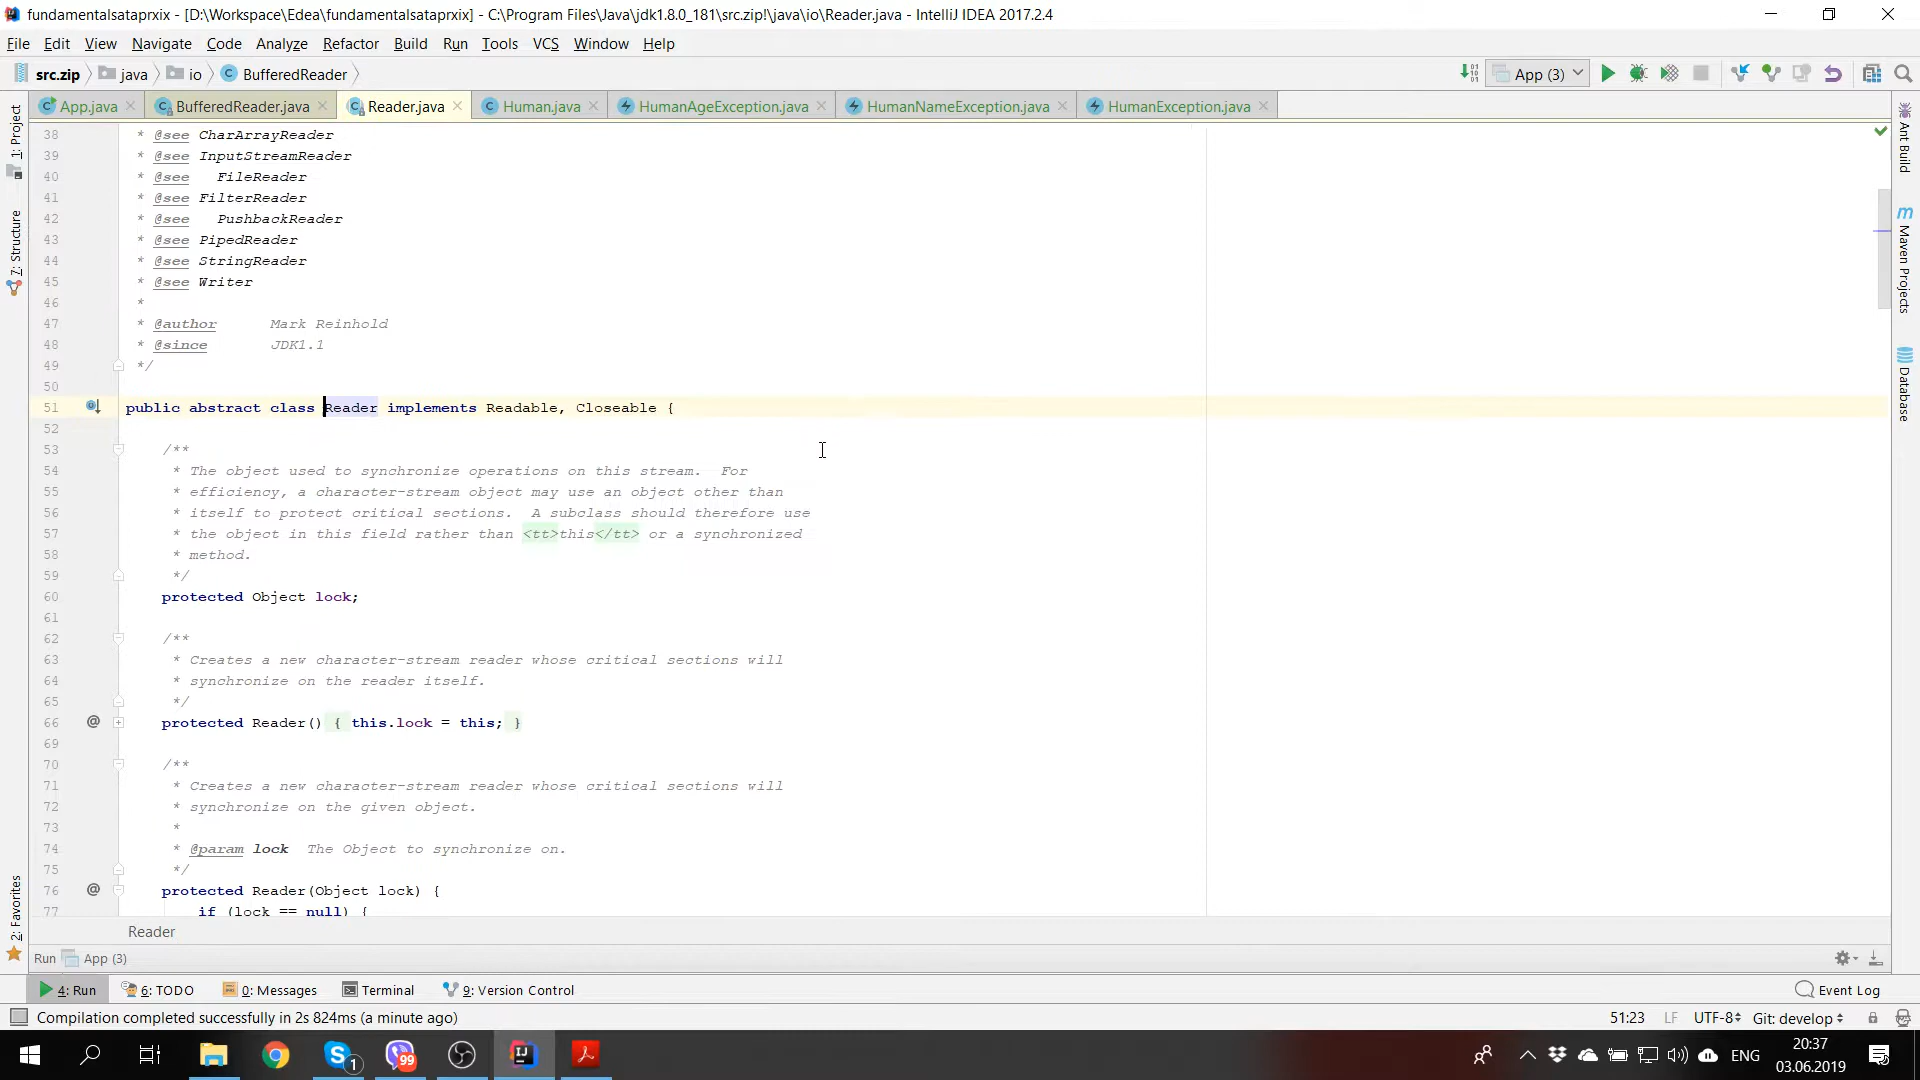 fundamentalsataprxix - [D:\Workspace\Edea\fundamentalsataprxix] - C:\Program Files\Java\jdk1.8.0_181\src.zip!\java\io\Reader.java - IntelliJ IDEA 2017.2.4
File Edit View Navigate Code Analyze Refactor Build Run Tools VCS Window Help
src.zip java io BufferedReader App (3)
App.java BufferedReader.java Reader.java Human.java HumanAgeException.java HumanNameException.java HumanException.java
1: Project
7: Structure
2: Favorites
38 * @see CharArrayReader
39 * @see InputStreamReader
40 * @see   FileReader
41 * @see FilterReader
42 * @see   PushbackReader
43 * @see PipedReader
44 * @see StringReader
45 * @see Writer
46 *
47 * @author      Mark Reinhold
48 * @since       JDK1.1
49 */
50
51 public abstract class Reader implements Readable, Closeable {
52
53 /**
54 * The object used to synchronize operations on this stream.  For
55 * efficiency, a character-stream object may use an object other than
56 * itself to protect critical sections.  A subclass should therefore use
57 * the object in this field rather than <tt>this</tt> or a synchronized
58 * method.
59 */
60 protected Object lock;
61
62 /**
63 * Creates a new character-stream reader whose critical sections will
64 * synchronize on the reader itself.
65 */
66 protected Reader() { this.lock = this; }
69
70 /**
71 * Creates a new character-stream reader whose critical sections will
72 * synchronize on the given object.
73 *
74 * @param lock  The Object to synchronize on.
75 */
76 protected Reader(Object lock) {
77 if (lock == null) {
Ant Build
Maven Projects
Database
Reader
Run App (3)
4: Run 6: TODO 0: Messages Terminal 9: Version Control Event Log
Compilation completed successfully in 2s 824ms (a minute ago) 51:23 LF UTF-8 Git: develop
1 99 ENG 20:37
03.06.2019